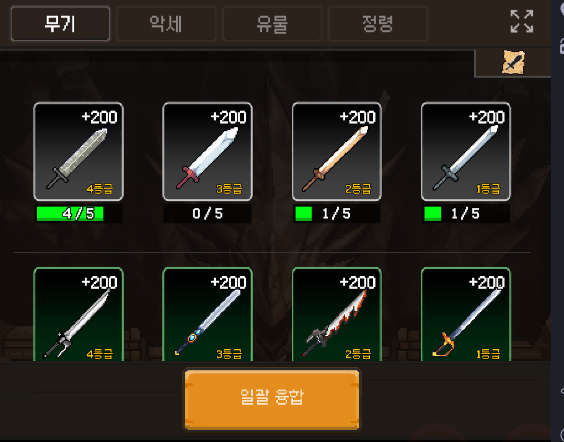 무기 악세 유물 정령
+200 +200 +200 +200
4등급 3등급 2등급 1등급
4/5 0/5 1/5 1/5
+200 +200 +200 +200
4등급 3등급 2등급 1등급
일괄 융합